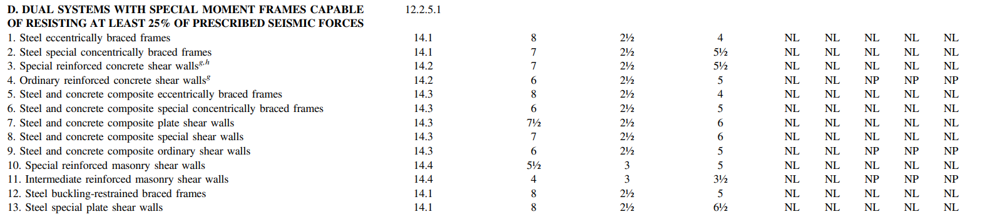 D. DUAL SYSTEMS WITH SPECIAL MOMENT FRAMES CAPABLE 12.2.5.1
OF RESISTING AT LEAST 25% OF PRESCRIBED SEISMIC FORCES
1. Steel eccentrically braced frames 14.1 8 2½ 4 NL NL NL NL NL
2. Steel special concentrically braced frames 14.1 7 2½ 5½ NL NL NL NL NL
3. Special reinforced concrete shear walls^g,h 14.2 7 2½ 5½ NL NL NL NL NL
4. Ordinary reinforced concrete shear walls^g 14.2 6 2½ 5 NL NL NP NP NP
5. Steel and concrete composite eccentrically braced frames 14.3 8 2½ 4 NL NL NL NL NL
6. Steel and concrete composite special concentrically braced frames 14.3 6 2½ 5 NL NL NL NL NL
7. Steel and concrete composite plate shear walls 14.3 7½ 2½ 6 NL NL NL NL NL
8. Steel and concrete composite special shear walls 14.3 7 2½ 6 NL NL NL NL NL
9. Steel and concrete composite ordinary shear walls 14.3 6 2½ 5 NL NL NP NP NP
10. Special reinforced masonry shear walls 14.4 5½ 3 5 NL NL NL NL NL
11. Intermediate reinforced masonry shear walls 14.4 4 3 3½ NL NL NP NP NP
12. Steel buckling-restrained braced frames 14.1 8 2½ 5 NL NL NL NL NL
13. Steel special plate shear walls 14.1 8 2½ 6½ NL NL NL NL NL